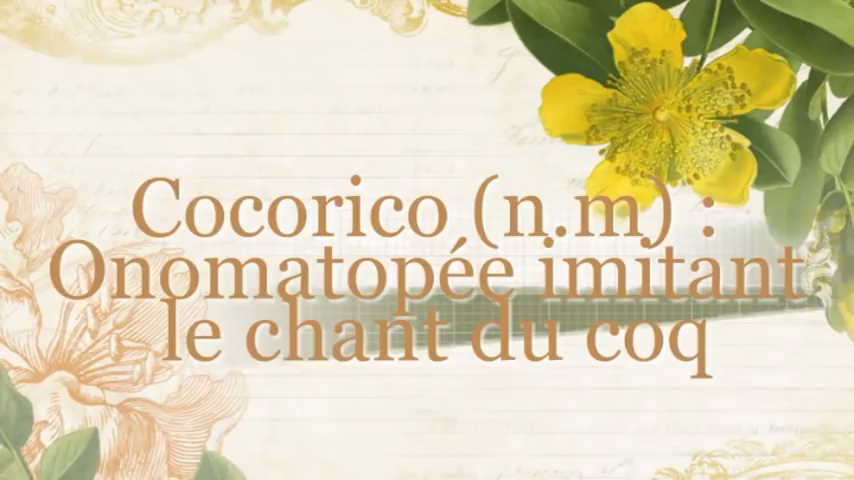 Cocorico (n.m) :
Onomatopée imitant
le chant du coq